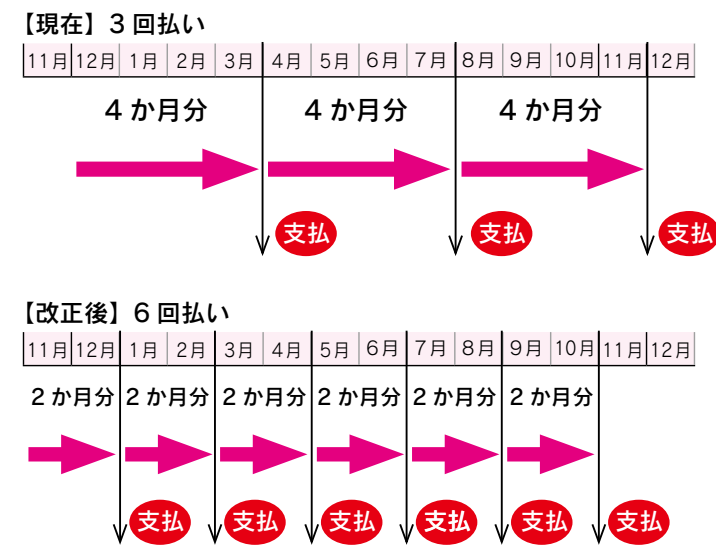 【現在】3回払い
11月 12月 1月 2月 3月 4月 5月 6月 7月 8月 9月 10月 11月 12月
4か月分 4か月分 4か月分
支払 支払 支払
【改正後】6回払い
11月 12月 1月 2月 3月 4月 5月 6月 7月 8月 9月 10月 11月 12月
2か月分 2か月分 2か月分 2か月分 2か月分 2か月分
支払 支払 支払 支払 支払 支払